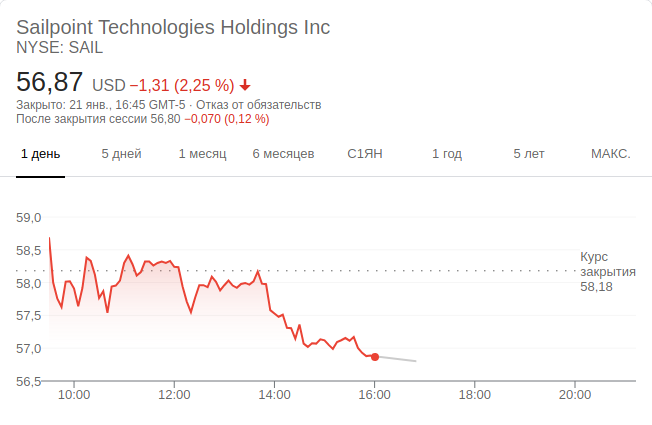 Sailpoint Technologies Holdings Inc
NYSE: SAIL
56,87 USD −1,31 (2,25 %)
Закрыто: 21 янв., 16:45 GMT-5 · Отказ от обязательств
После закрытия сессии 56,80 −0,070 (0,12 %)
1 день 5 дней 1 месяц 6 месяцев С1ЯН 1 год 5 лет МАКС.
59,0
58,5
Курс
закрытия
58,18
58,0
57,5
57,0
56,5
10:00 12:00 14:00 16:00 18:00 20:00